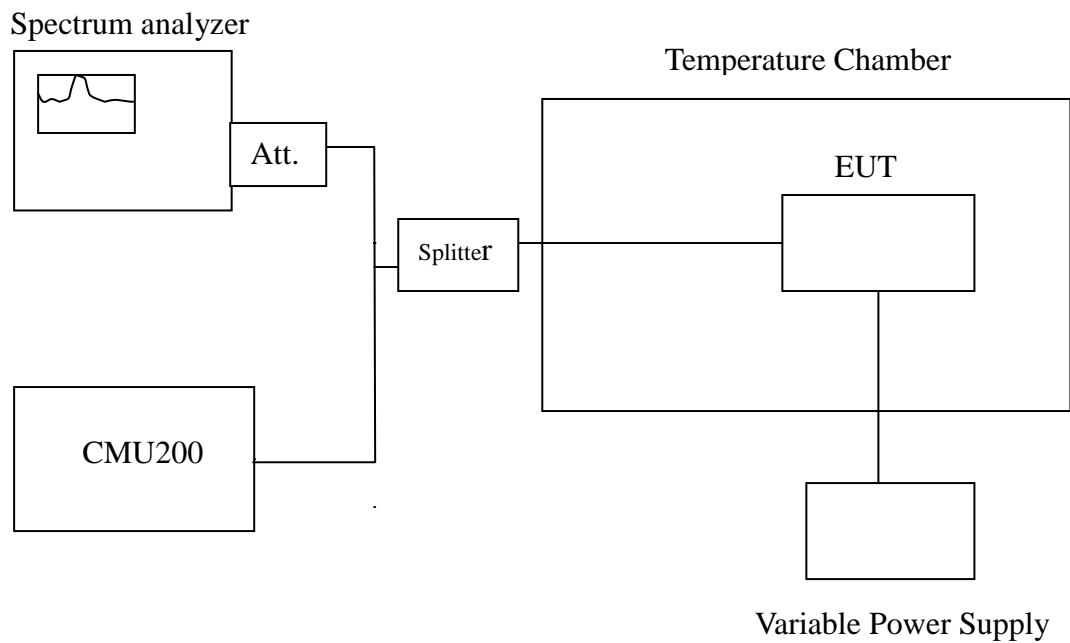 Spectrum analyzer
Temperature Chamber
Att.
EUT
Splitter
CMU200
Variable Power Supply